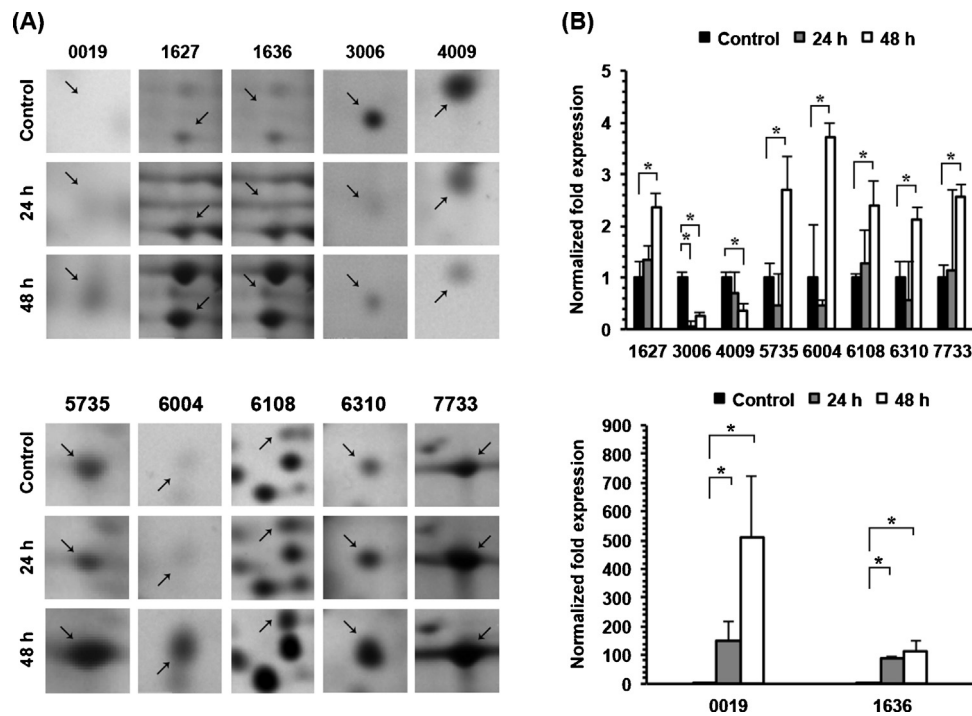 (A)
0019 1627 1636 3006 4009
Control
24 h
48 h
5735 6004 6108 6310 7733
Control
24 h
48 h
(B)
Control 24 h 48 h
Normalized fold expression
5
4
3
2
1
0
* * * * * * * * *
1627 3006 4009 5735 6004 6108 6310 7733
Control 24 h 48 h
Normalized fold expression
900
800
700
600
500
400
300
200
100
0
* * * *
0019 1636